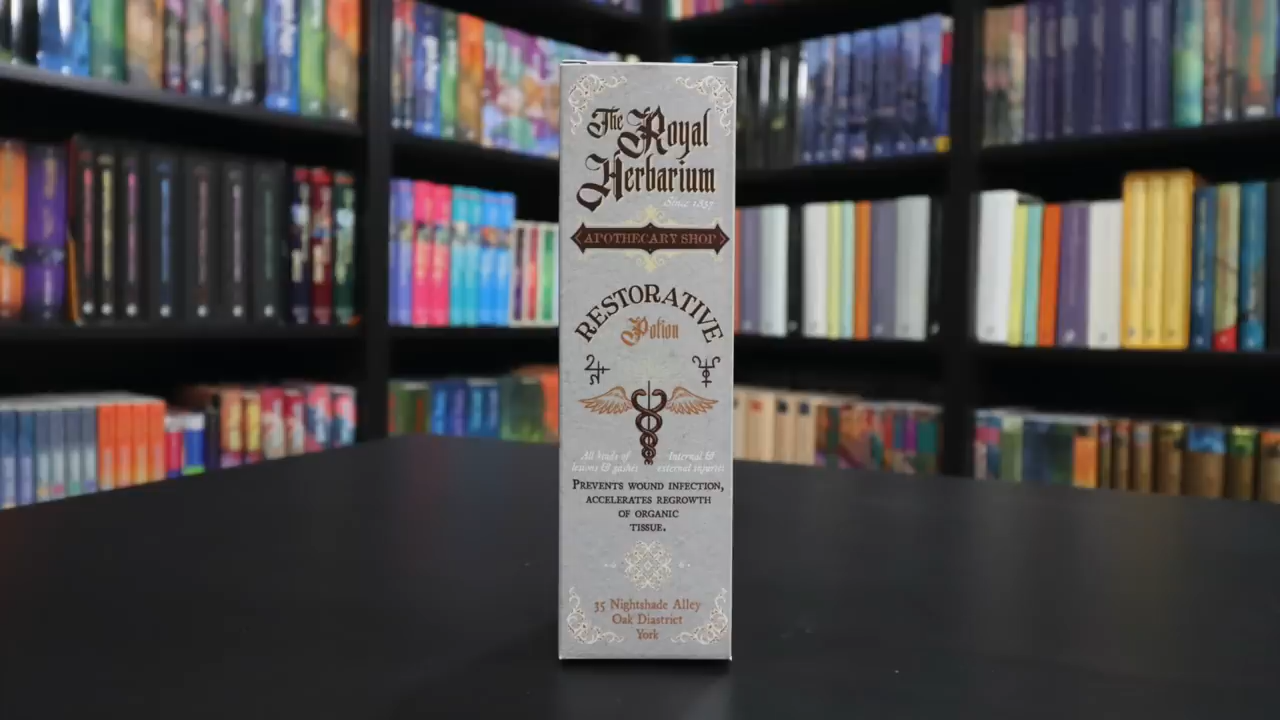 The Royal
Herbarium
Since 1837
APOTHECARY SHOP
RESTORATIVE
Potion
All kinds of
lesions & gashes
Internal &
external injuries
PREVENTS WOUND INFECTION,
ACCELERATES REGROWTH
OF ORGANIC
TISSUE.
35 Nightshade Alley
Oak Diastrict
York